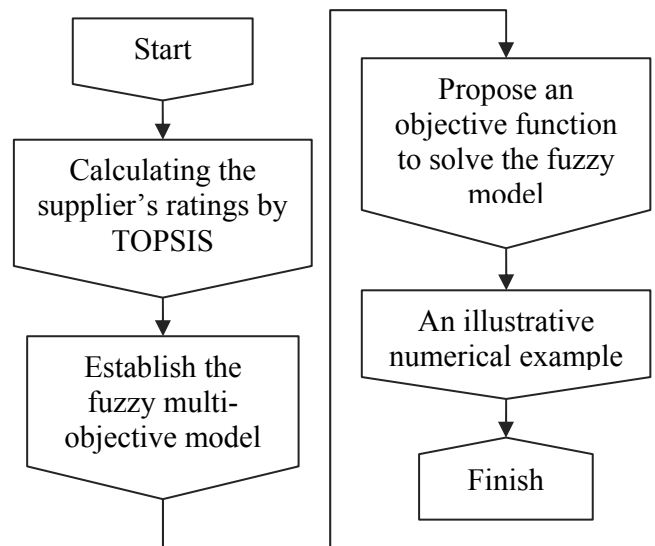 Start
Calculating the
supplier's ratings by
TOPSIS
Establish the
fuzzy multi-
objective model
Propose an
objective function
to solve the fuzzy
model
An illustrative
numerical example
Finish